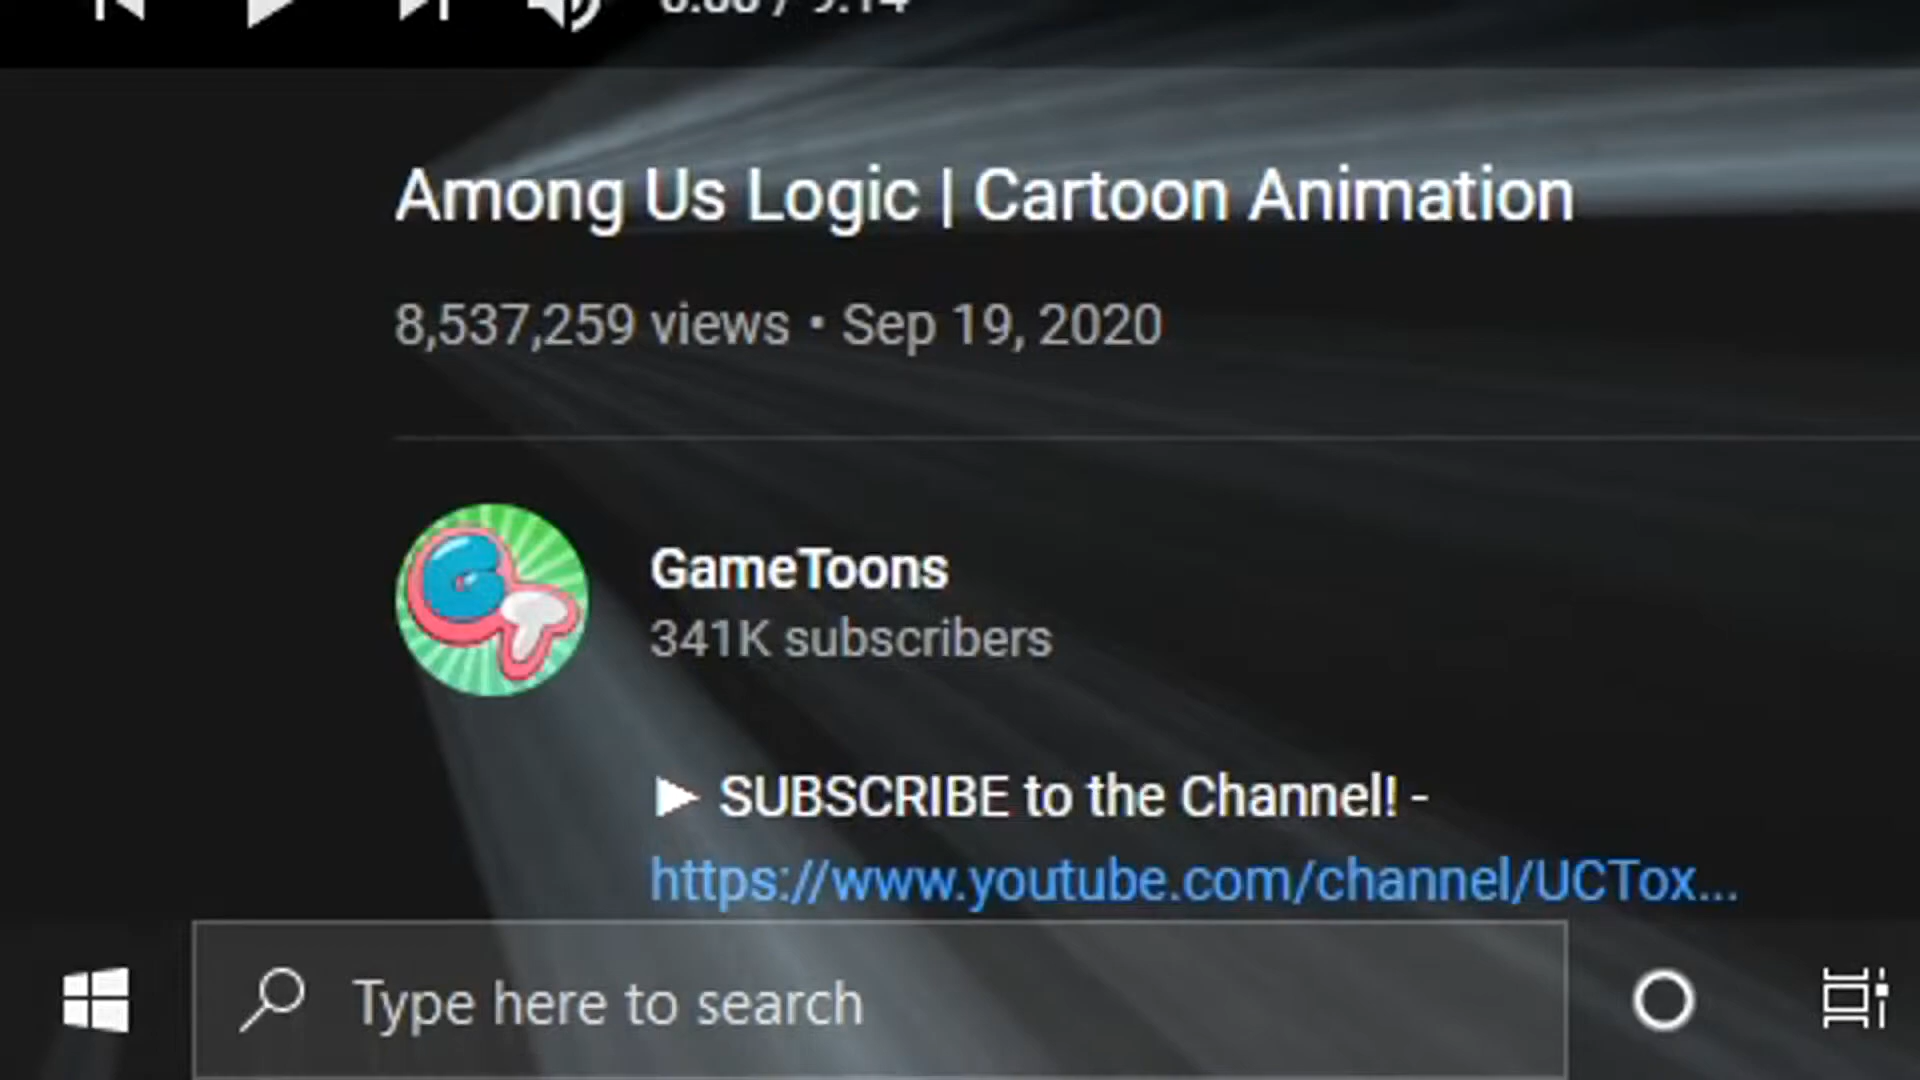 Among Us Logic | Cartoon Animation
8,537,259 views • Sep 19, 2020
GT
GameToons
341K subscribers
▶ SUBSCRIBE to the Channel! -
https://www.youtube.com/channel/UCTox...
Type here to search